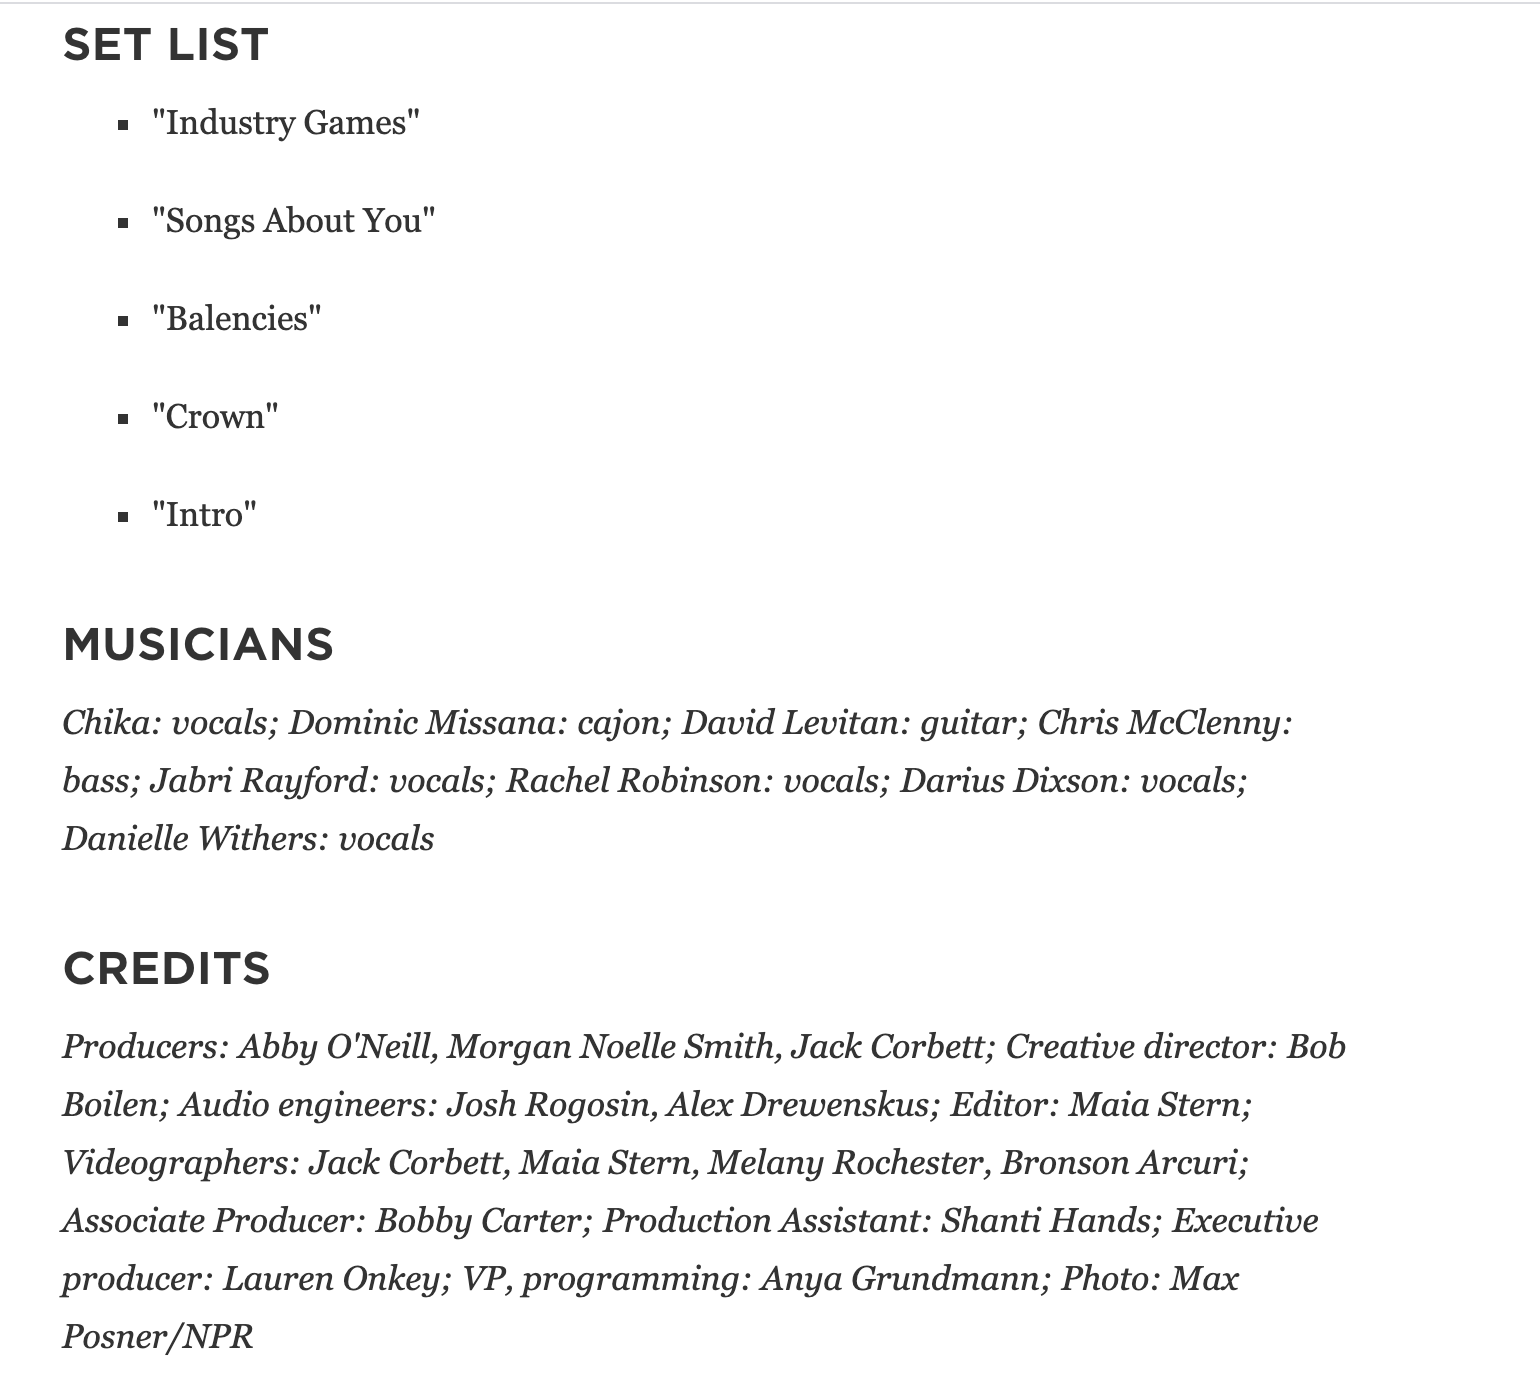 SET LIST
"Industry Games"
"Songs About You"
"Balencies"
"Crown"
"Intro"
MUSICIANS
Chika: vocals; Dominic Missana: cajon; David Levitan: guitar; Chris McClenny:
bass; Jabri Rayford: vocals; Rachel Robinson: vocals; Darius Dixson: vocals;
Danielle Withers: vocals
CREDITS
Producers: Abby O'Neill, Morgan Noelle Smith, Jack Corbett; Creative director: Bob
Boilen; Audio engineers: Josh Rogosin, Alex Drewenskus; Editor: Maia Stern;
Videographers: Jack Corbett, Maia Stern, Melany Rochester, Bronson Arcuri;
Associate Producer: Bobby Carter; Production Assistant: Shanti Hands; Executive
producer: Lauren Onkey; VP, programming: Anya Grundmann; Photo: Max
Posner/NPR